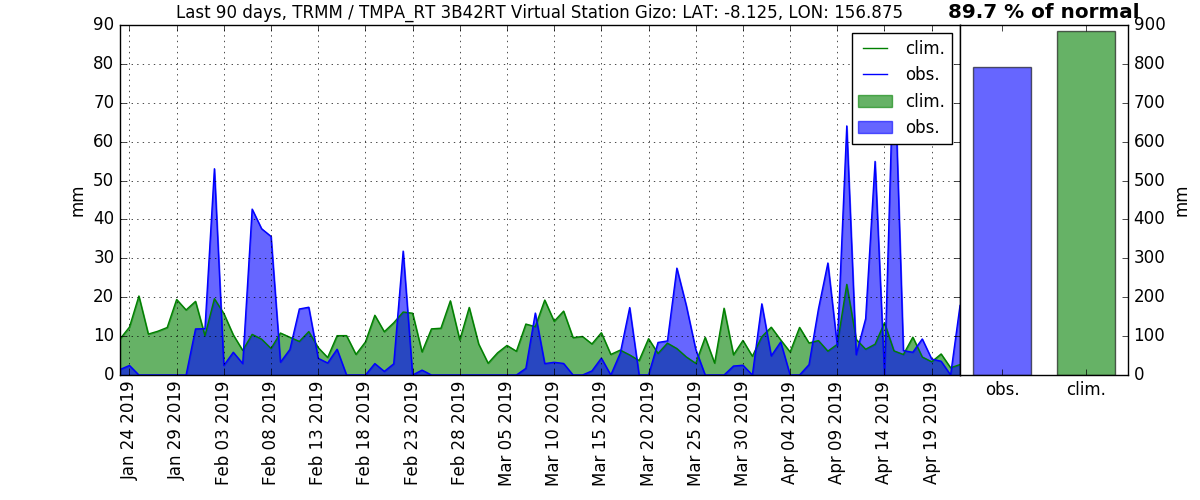 Last 90 days, TRMM / TMPA_RT 3B42RT Virtual Station Gizo: LAT: -8.125, LON: 156.875
89.7 % of normal
90
80
70
60
50
40
30
20
10
0
mm
clim.
obs.
clim.
obs.
900
800
700
600
500
400
300
200
100
0
mm
Jan 24 2019
Jan 29 2019
Feb 03 2019
Feb 08 2019
Feb 13 2019
Feb 18 2019
Feb 23 2019
Feb 28 2019
Mar 05 2019
Mar 10 2019
Mar 15 2019
Mar 20 2019
Mar 25 2019
Mar 30 2019
Apr 04 2019
Apr 09 2019
Apr 14 2019
Apr 19 2019
obs.
clim.